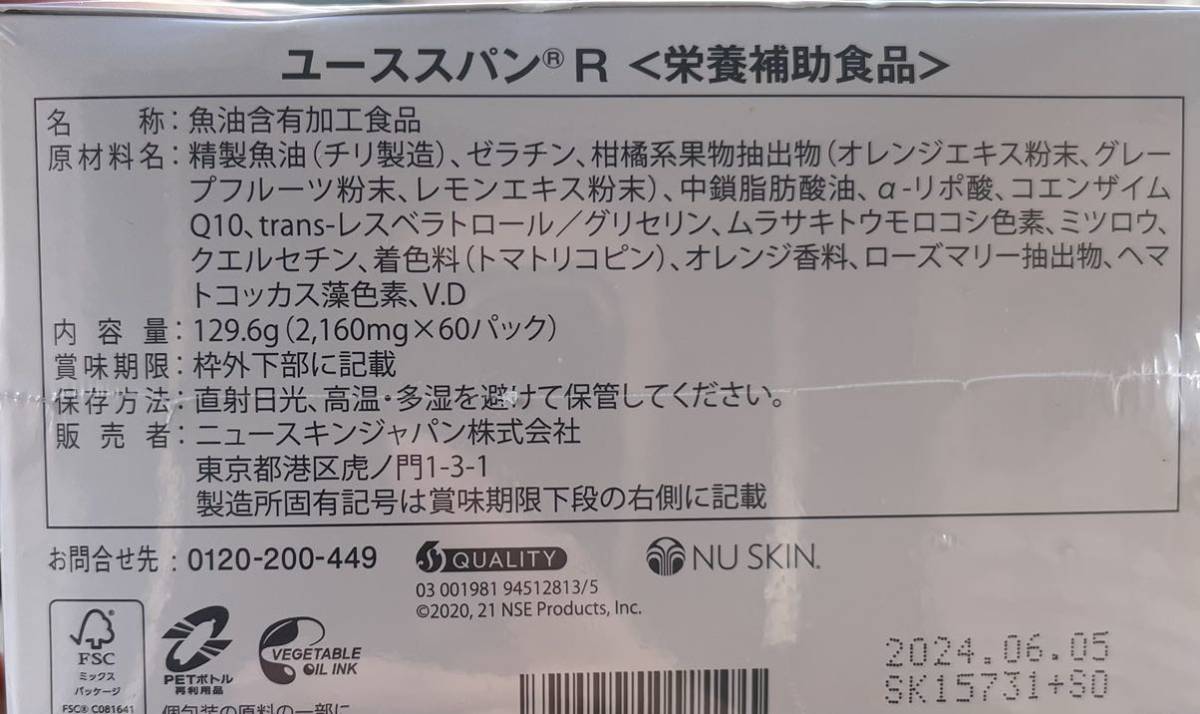 ユーススパン® R <栄養補助食品>
名称：魚油含有加工食品
原材料名：精製魚油（チリ製造）、ゼラチン、柑橘系果物抽出物（オレンジエキス粉末、グレー
プフルーツ粉末、レモンエキス粉末）、中鎖脂肪酸油、α-リポ酸、コエンザイム
Q10、trans-レスベラトロール／グリセリン、ムラサキトウモロコシ色素、ミツロウ、
クエルセチン、着色料（トマトリコピン）、オレンジ香料、ローズマリー抽出物、ヘマ
トコッカス藻色素、V.D
内容量：129.6g（2,160mg×60パック）
賞味期限：枠外下部に記載
保存方法：直射日光、高温・多湿を避けて保管してください。
販売者：ニュースキンジャパン株式会社
東京都港区虎ノ門1-3-1
製造所固有記号は賞味期限下段の右側に記載
お問合せ先：0120-200-449
QUALITY
NU SKIN.
03 001981 94512813/5
©2020, 21 NSE Products, Inc.
FSC
ミックス
パッケージ
FSC® C081641
PETボトル
再利用品
VEGETABLE
OIL INK
2024.06.05
SK15731+SO
個包装の原料の一部に